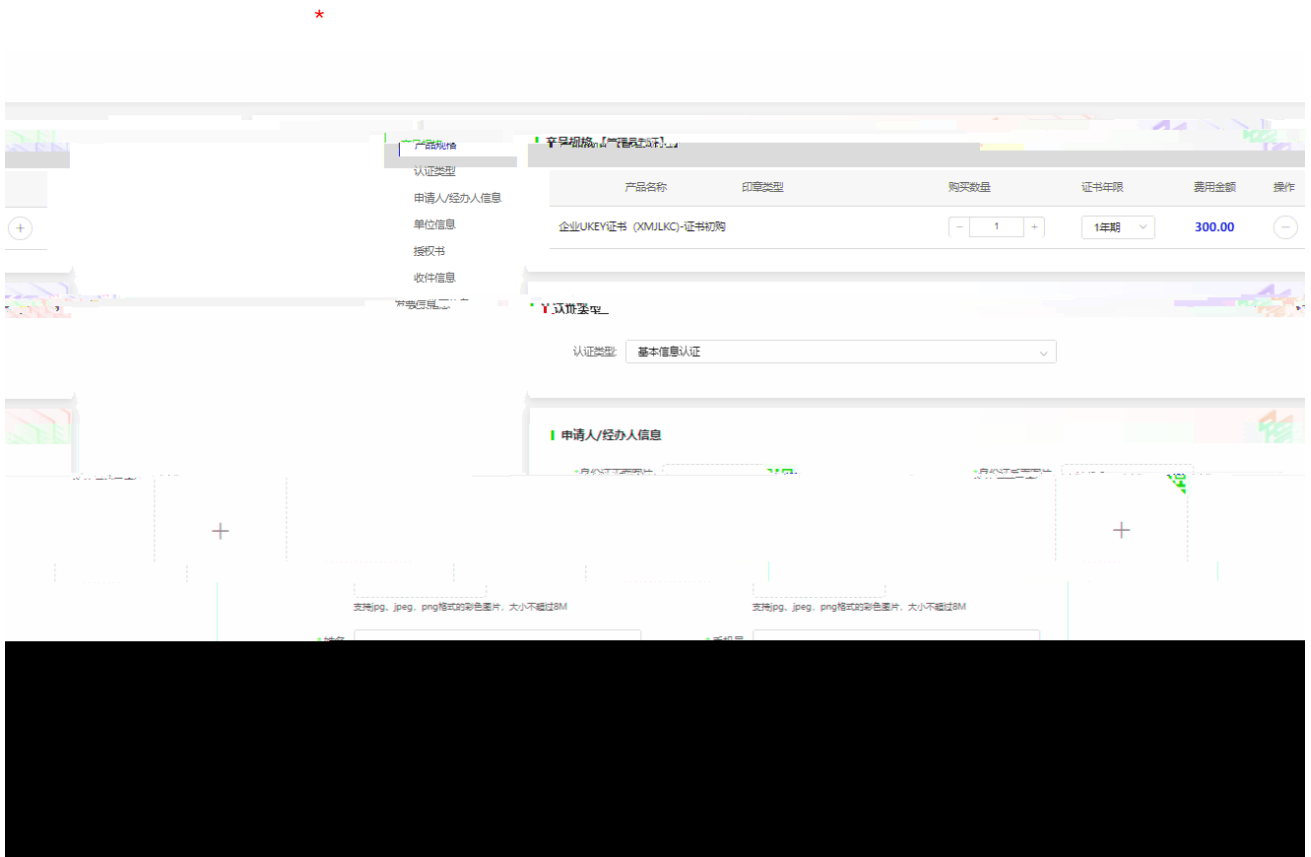 *
产品规格
认证类型
申请人/经办人信息
单位信息
授权书
收件信息
产品名称 印章类型 购买数量 证书年限 费用金额 操作
企业UKEY证书 (XMJLKC)-证书初购 1 1年期 300.00
认证类型
认证类型: 基本信息认证
申请人/经办人信息
支持jpg、jpeg、png格式的彩色图片,大小不超过8M 支持jpg、jpeg、png格式的彩色图片,大小不超过8M